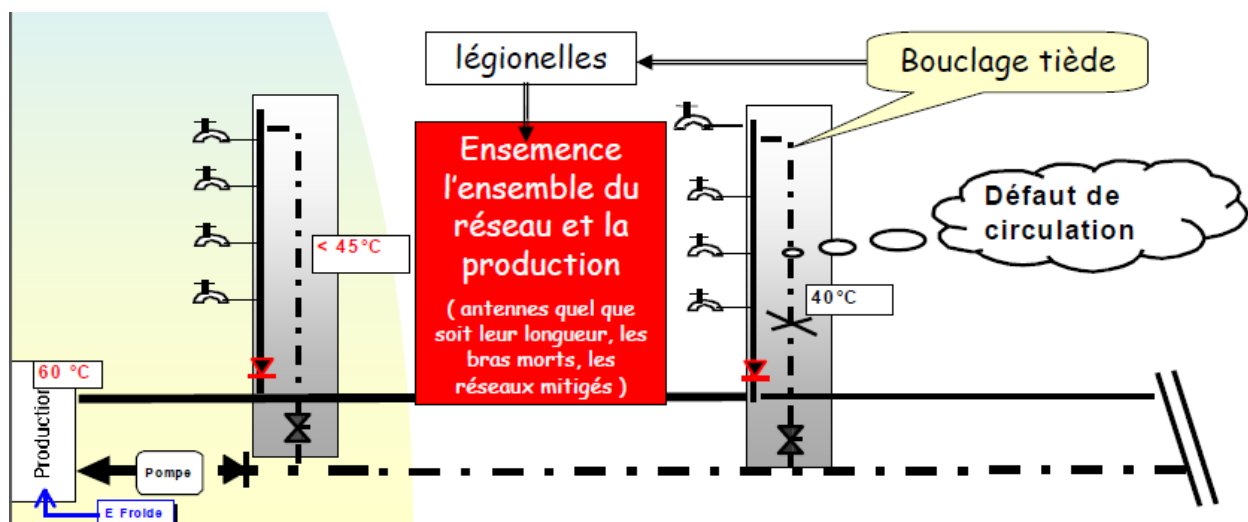 légionelles
Bouclage tiède
Ensemence
l'ensemble du
réseau et la
production
( antennes quel que
soit leur longueur, les
bras morts, les
réseaux mitigés )
Défaut de
circulation
< 45°C
40°C
60 °C
Production
Pompe
E Froide